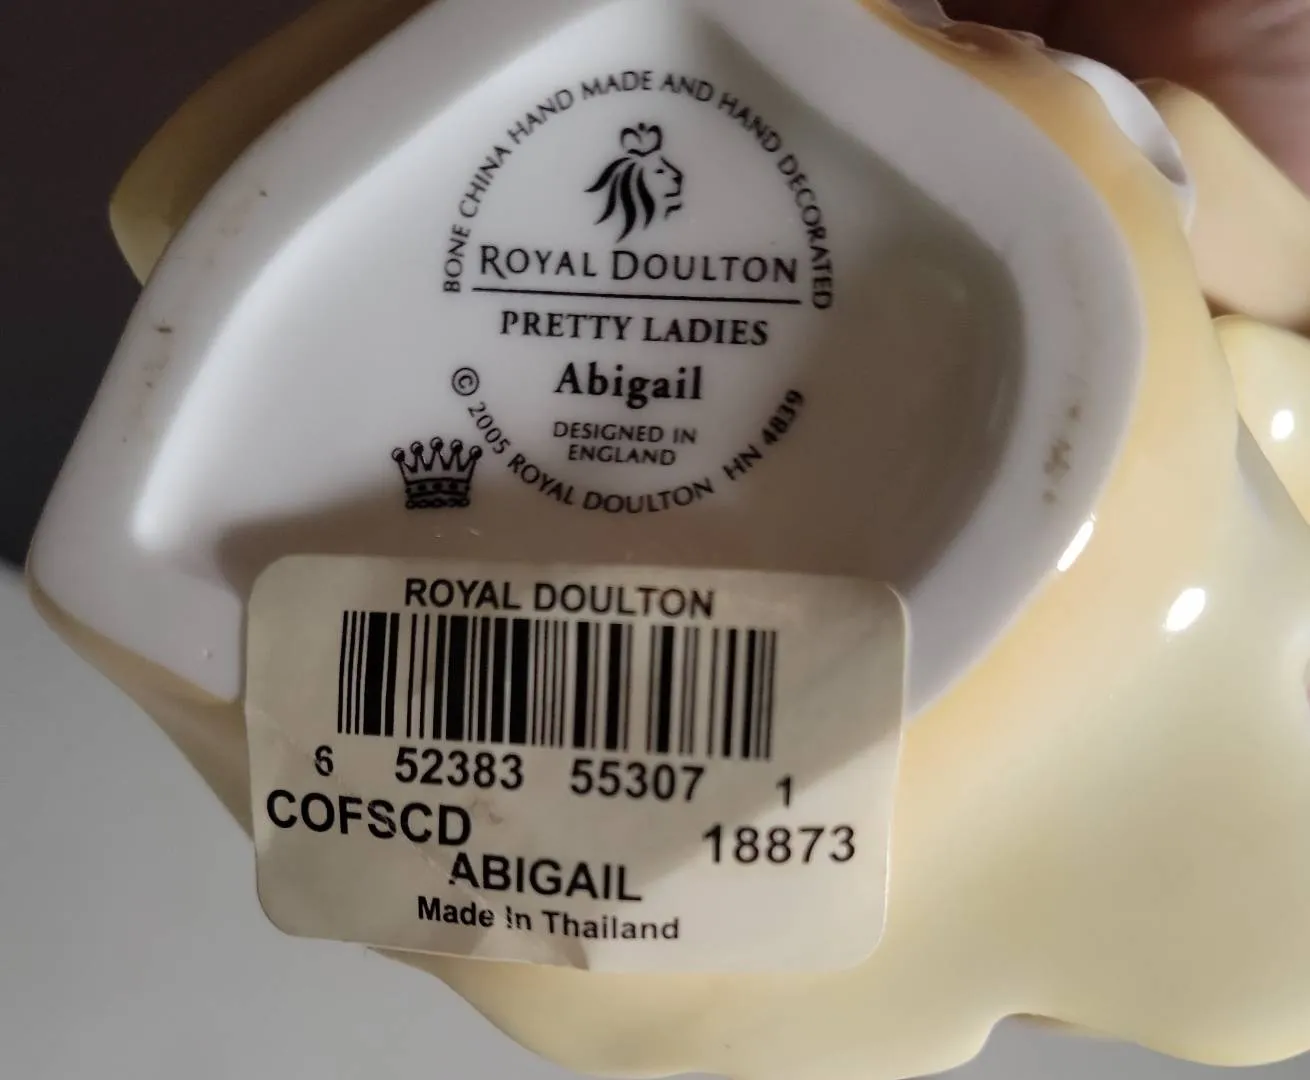 BONE CHINA HAND MADE AND HAND DECORATED
ROYAL DOULTON
PRETTY LADIES
Abigail
DESIGNED IN
ENGLAND
© 2005 ROYAL DOULTON HN 4839
ROYAL DOULTON
6 52383 55307 1
COFSCD 18873
ABIGAIL
Made In Thailand